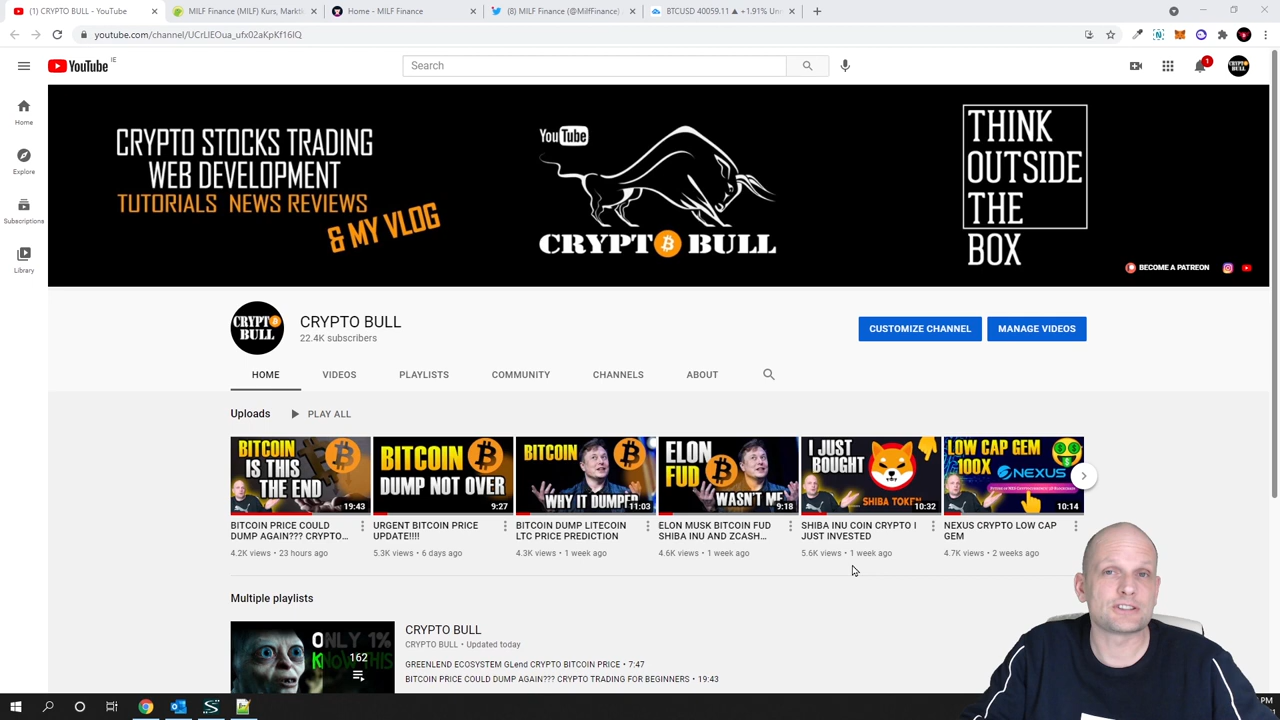 (1) CRYPTO BULL - YouTube
MILF Finance (MILF) Kurs, Marktk
Home - MILF Finance
(8) MILF Finance (@MilfFinance)
BTCUSD 40059.11 ▲ +1.91% Un
youtube.com/channel/UCrLlEOua_ufx02aKpKf16IQ
YouTube IE
Search
1
CRYPTO BULL
Home
Explore
Subscriptions
Library
CRYPTO STOCKS TRADING
WEB DEVELOPMENT
TUTORIALS NEWS REVIEWS
& MY VLOG
YouTube
CRYPTO BULL
THINK
OUTSIDE
THE
BOX
BECOME A PATREON
CRYPTO
BULL
CRYPTO BULL
22.4K subscribers
CUSTOMIZE CHANNEL
MANAGE VIDEOS
HOME VIDEOS PLAYLISTS COMMUNITY CHANNELS ABOUT
Uploads PLAY ALL
BITCOIN
IS THIS
THE END
19:43
BITCOIN PRICE COULD
DUMP AGAIN??? CRYPTO...
4.2K views • 23 hours ago
BITCOIN
DUMP NOT OVER
9:27
URGENT BITCOIN PRICE
UPDATE!!!!
5.3K views • 6 days ago
BITCOIN
WHY IT DUMPED
11:03
BITCOIN DUMP LITECOIN
LTC PRICE PREDICTION
4.3K views • 1 week ago
ELON
FUD
WASN'T ME
9:18
ELON MUSK BITCOIN FUD
SHIBA INU AND ZCASH...
4.6K views • 1 week ago
I JUST
BOUGHT
SHIBA TOKEN
10:32
SHIBA INU COIN CRYPTO I
JUST INVESTED
5.6K views • 1 week ago
LOW CAP GEM
100X
NEXUS
10:14
NEXUS CRYPTO LOW CAP
GEM
4.7K views • 2 weeks ago
Multiple playlists
ONLY 1%
KNOW THIS
162
CRYPTO BULL
CRYPTO BULL • Updated today
GREENLEND ECOSYSTEM GLend CRYPTO BITCOIN PRICE • 7:47
BITCOIN PRICE COULD DUMP AGAIN??? CRYPTO TRADING FOR BEGINNERS • 19:43
PM